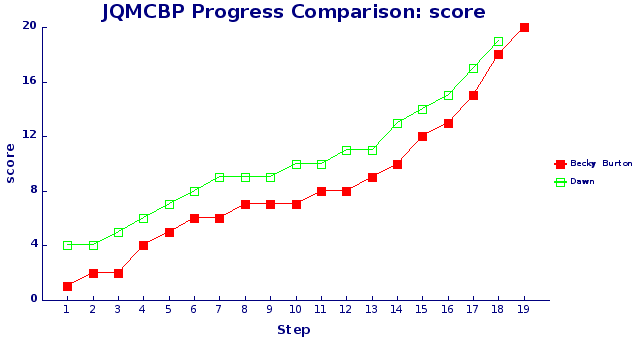 JQMCBP Progress Comparison: score
20
16
12
8
4
0
score
1 2 3 4 5 6 7 8 9 10 11 12 13 14 15 16 17 18 19
Step
Becky Burton
Dawn